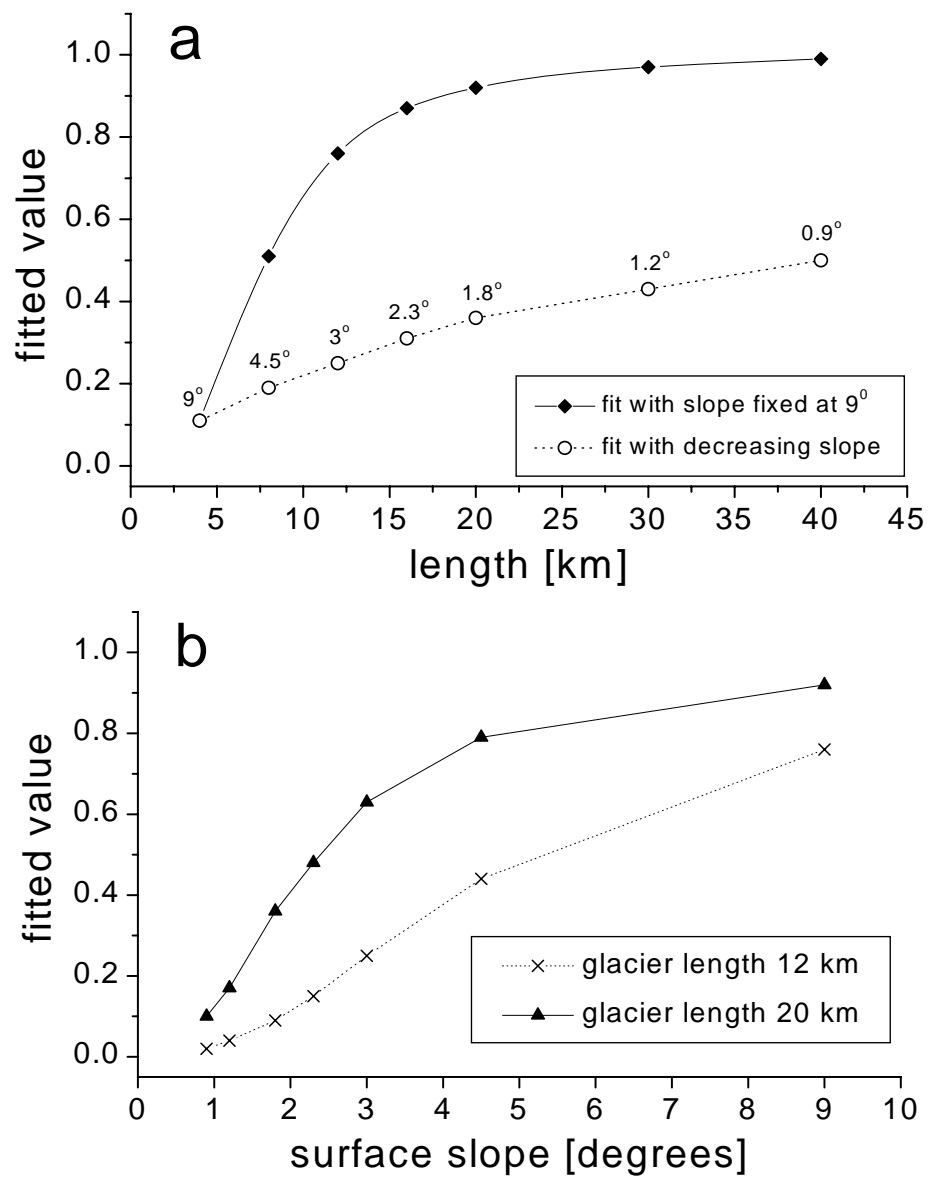 a
1.0
0.8
0.6
0.4
0.2
0.0
fitted value
9°
4.5°
3°
2.3°
1.8°
1.2°
0.9°
fit with slope fixed at 9⁰
fit with decreasing slope
0 5 10 15 20 25 30 35 40 45
length [km]
b
1.0
0.8
0.6
0.4
0.2
0.0
fitted value
glacier length 12 km
glacier length 20 km
0 1 2 3 4 5 6 7 8 9 10
surface slope [degrees]